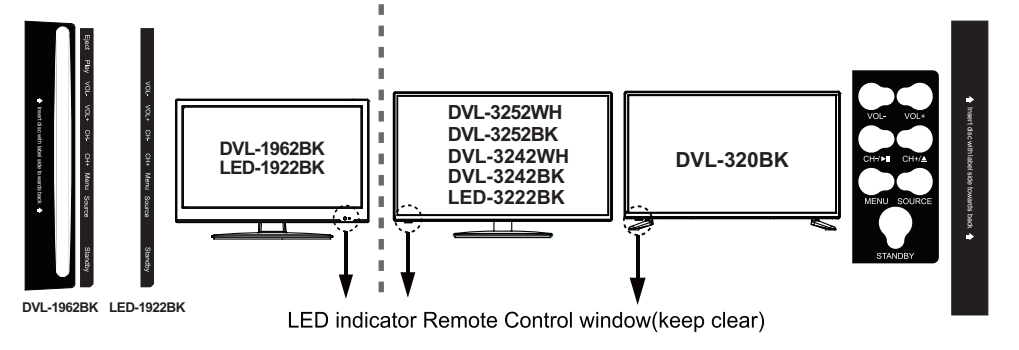 Eject Play VOL- VOL+ CH- CH+ Menu Source Standby
Insert disc with label side towards back
DVL-1962BK
VOL- VOL+ CH- CH+ Menu Source Standby
LED-1922BK
DVL-1962BK
LED-1922BK
DVL-3252WH
DVL-3252BK
DVL-3242WH
DVL-3242BK
LED-3222BK
DVL-320BK
VOL- VOL+
CH-/⏯ CH+/⏏
MENU SOURCE
STANDBY
Insert disc with label side towards back
LED indicator Remote Control window(keep clear)